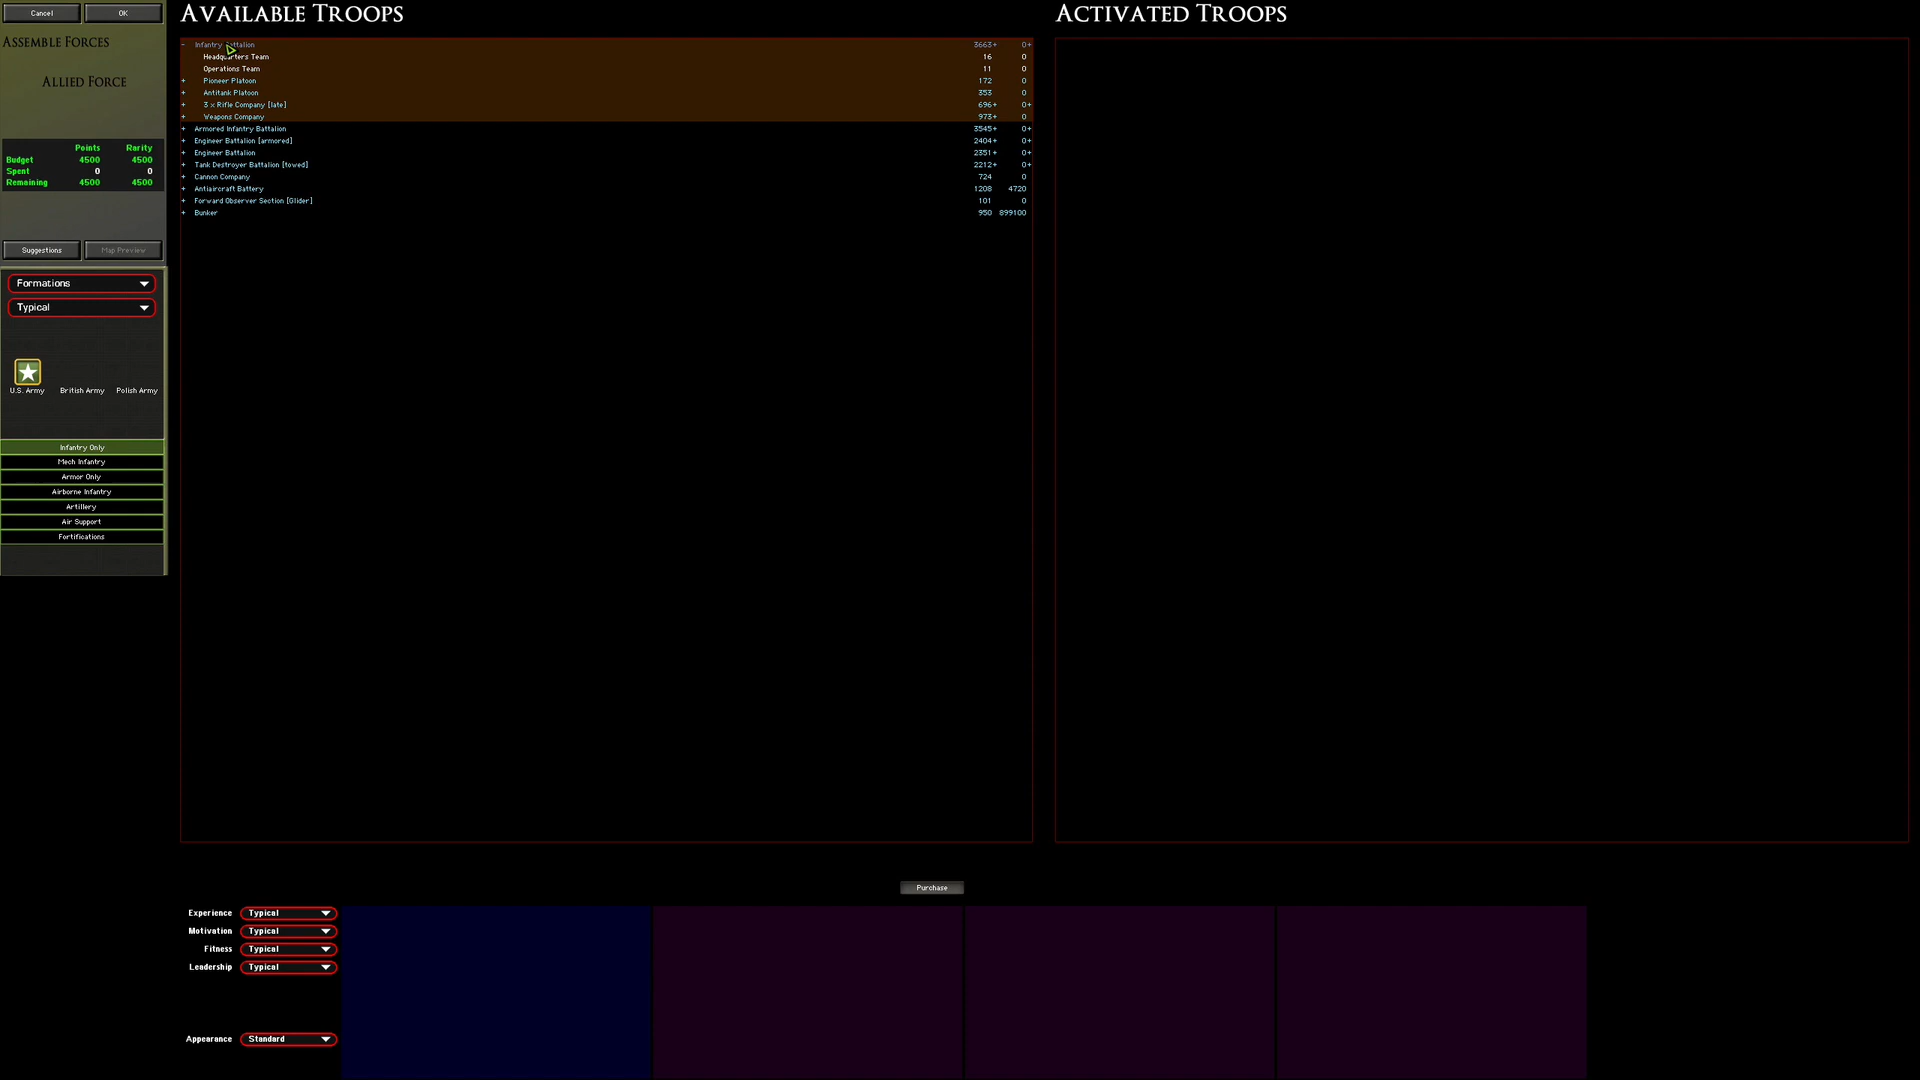 Cancel OK
ASSEMBLE FORCES
ALLIED FORCE
Points Rarity
Budget 4500 4500
Spent 0 0
Remaining 4500 4500
Suggestions Map Preview
Formations
Typical
U.S. Army British Army Polish Army
Infantry Only
Mech Infantry
Armor Only
Airborne Infantry
Artillery
Air Support
Fortifications
AVAILABLE TROOPS
- Infantry Battalion 3663+ 0+
Headquarters Team 16 0
Operations Team 11 0
+ Pioneer Platoon 172 0
+ Antitank Platoon 353 0
+ 3 x Rifle Company [late] 696+ 0+
+ Weapons Company 973+ 0
+ Armored Infantry Battalion 3545+ 0+
+ Engineer Battalion [armored] 2404+ 0+
+ Engineer Battalion 2351+ 0+
+ Tank Destroyer Battalion [towed] 2212+ 0+
+ Cannon Company 724 0
+ Antiaircraft Battery 1208 4720
+ Forward Observer Section [Glider] 101 0
+ Bunker 950 899100
ACTIVATED TROOPS
Purchase
Experience Typical
Motivation Typical
Fitness Typical
Leadership Typical
Appearance Standard